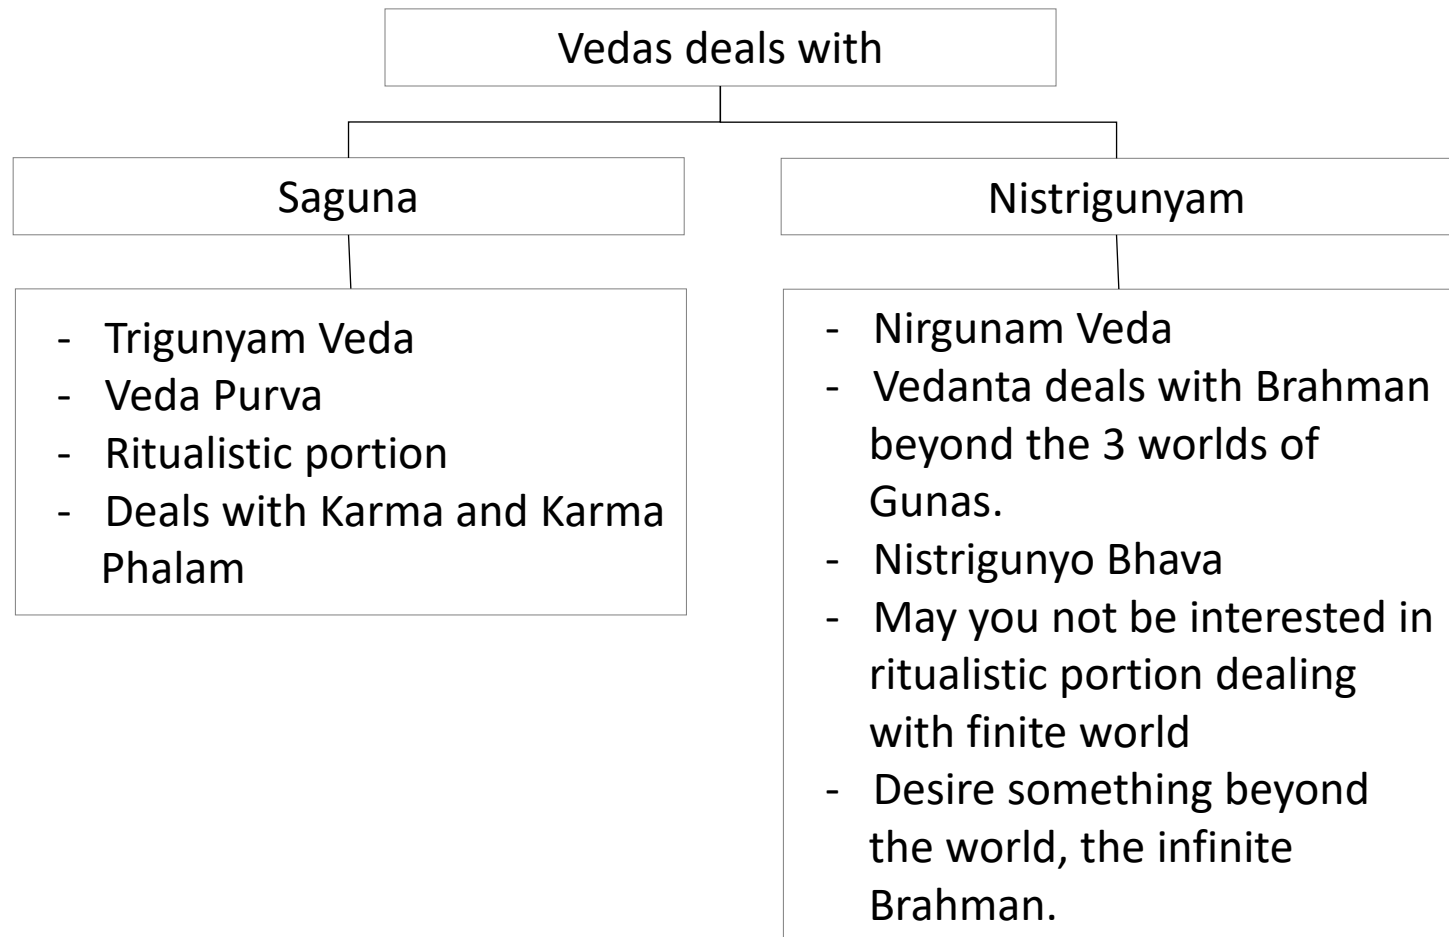 Vedas deals with
Saguna
Nistrigunyam
- Trigunyam Veda
- Veda Purva
- Ritualistic portion
- Deals with Karma and Karma
Phalam
- Nirgunam Veda
- Vedanta deals with Brahman
beyond the 3 worlds of
Gunas.
- Nistrigunyo Bhava
- May you not be interested in
ritualistic portion dealing
with finite world
- Desire something beyond
the world, the infinite
Brahman.